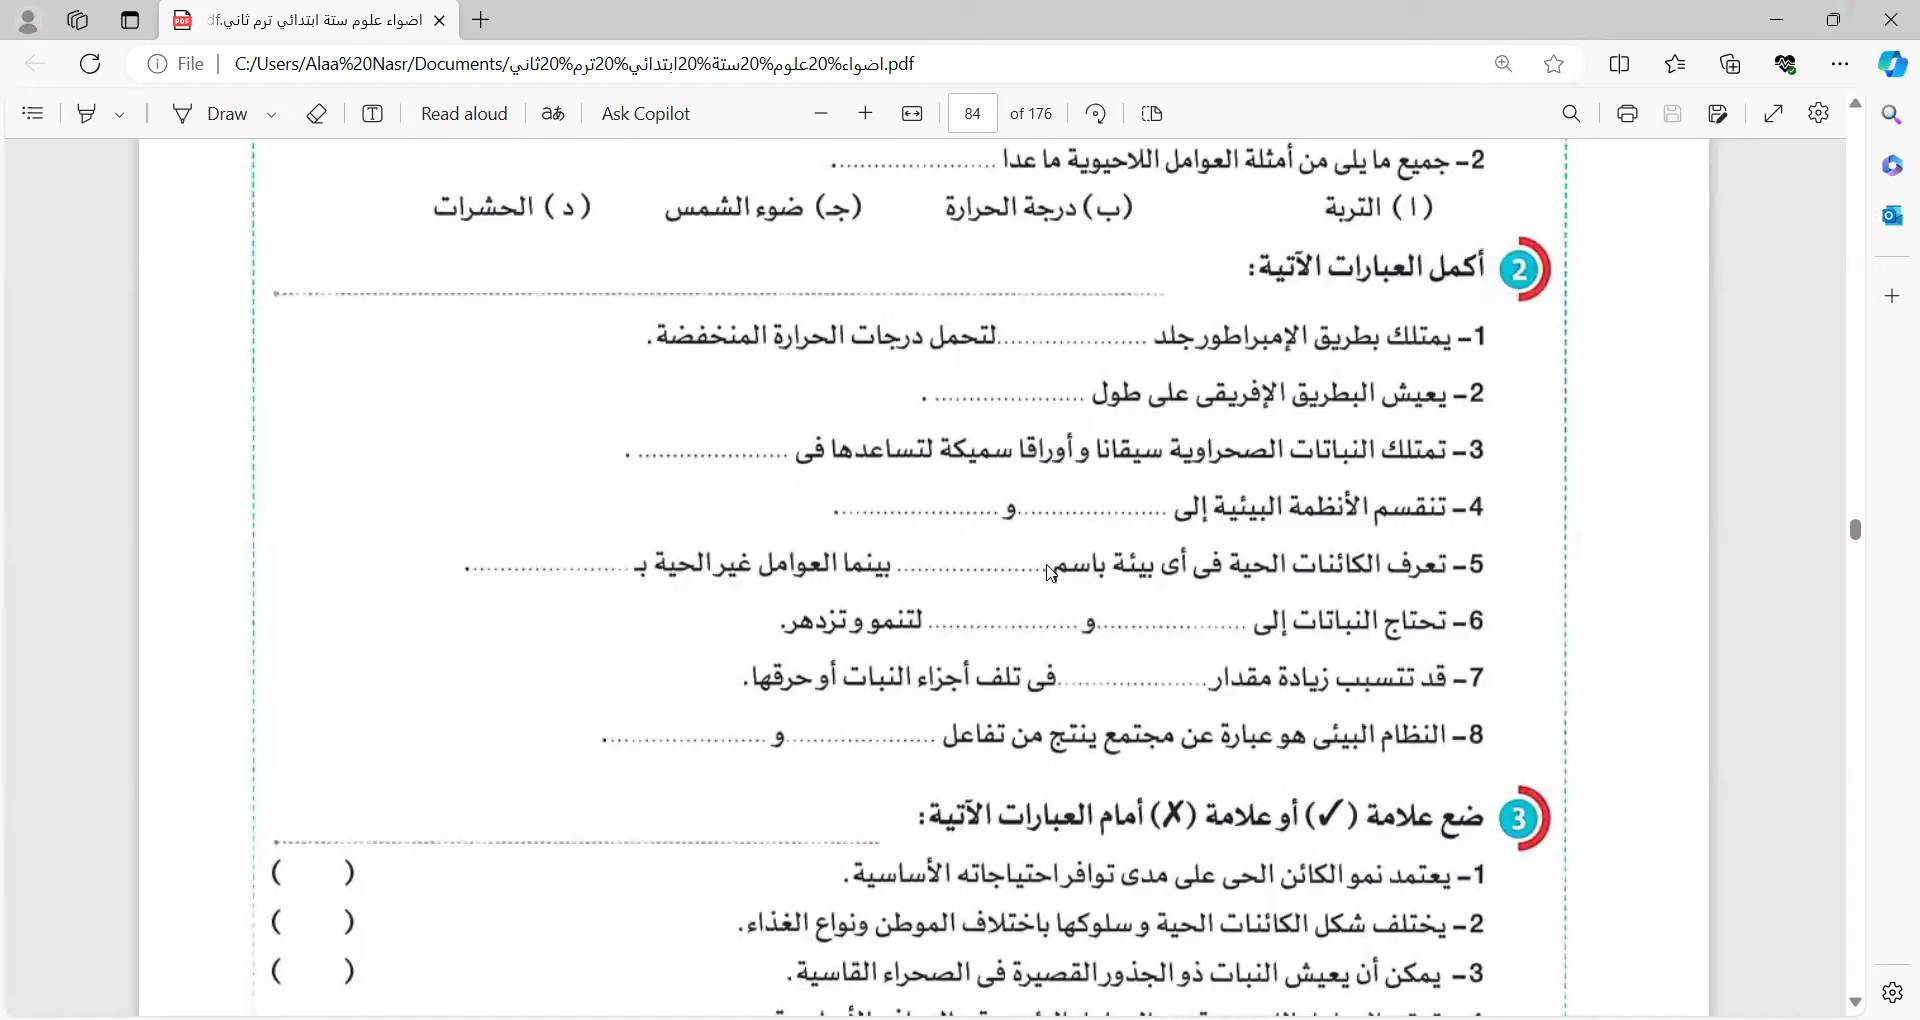 اضواء علوم ستة ابتدائي ترم ثاني.df
File
C:/Users/Alaa%20Nasr/Documents/اضواء%20علوم%20ستة%20ابتدائي%20ترم%20ثاني.pdf
Draw
Read aloud
Ask Copilot
84 of 176
2- جميع ما يلى من أمثلة العوامل اللاحيوية ما عدا .....................
(ا) التربة (ب) درجة الحرارة (جـ) ضوء الشمس (د) الحشرات
2 أكمل العبارات الآتية:
1- يمتلك بطريق الإمبراطور جلد .....................لتحمل درجات الحرارة المنخفضة.
2- يعيش البطريق الإفريقى على طول ..................... .
3- تمتلك النباتات الصحراوية سيقانا وأوراقا سميكة لتساعدها فى ..................... .
4- تنقسم الأنظمة البيئية إلى .....................و.....................
5- تعرف الكائنات الحية فى أى بيئة باسم..................... بينما العوامل غير الحية بـ .....................
6- تحتاج النباتات إلى .....................و..................... لتنمو وتزدهر.
7- قد تتسبب زيادة مقدار.....................فى تلف أجزاء النبات أو حرقها.
8- النظام البيئى هو عبارة عن مجتمع ينتج من تفاعل .....................و.....................
3 ضع علامة (✓) أو علامة (✗) أمام العبارات الآتية:
1- يعتمد نمو الكائن الحى على مدى توافر احتياجاته الأساسية. ( )
2- يختلف شكل الكائنات الحية وسلوكها باختلاف الموطن ونواع الغذاء. ( )
3- يمكن أن يعيش النبات ذو الجذور القصيرة فى الصحراء القاسية. ( )